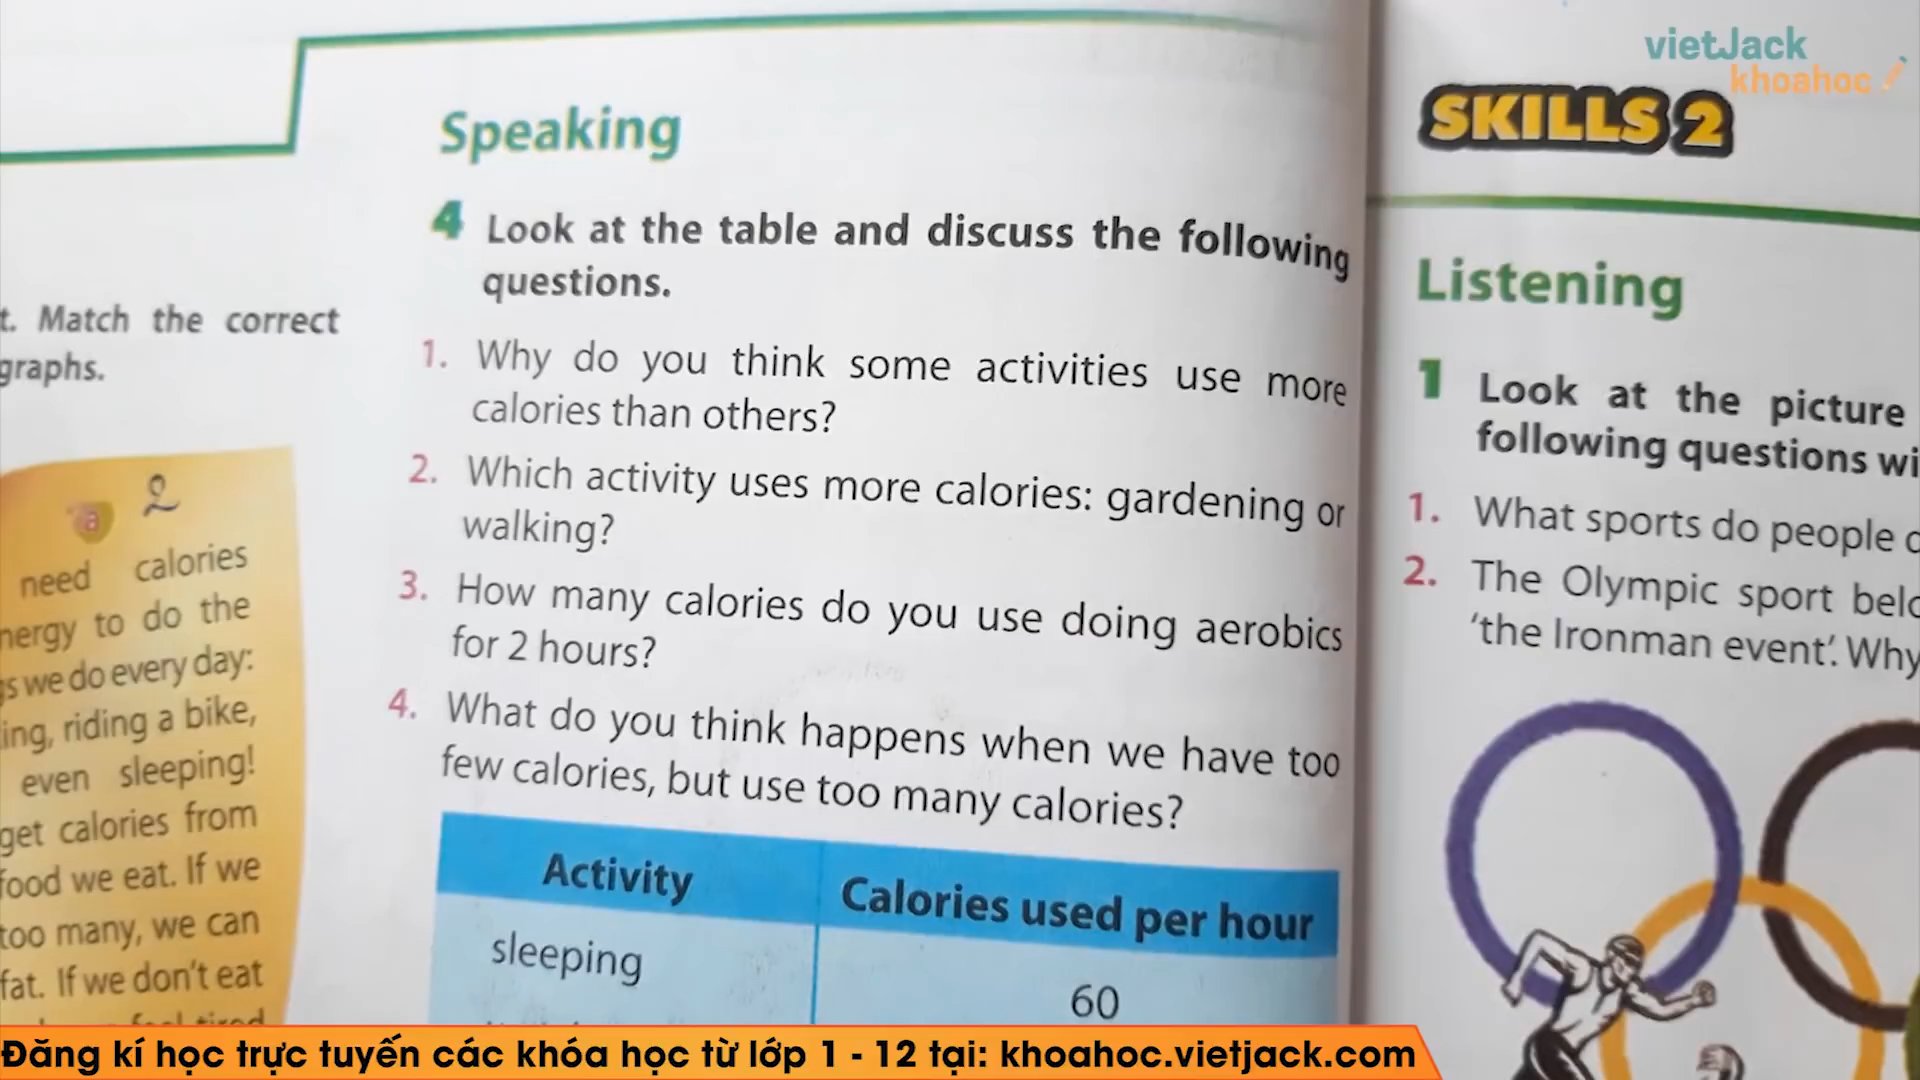 vietJack
khoahoc
t. Match the correct
graphs.
a 2
need calories
nergy to do the
gs we do every day:
ing, riding a bike,
even sleeping!
get calories from
food we eat. If we
too many, we can
fat. If we don't eat
Speaking
4 Look at the table and discuss the following
questions.
1. Why do you think some activities use more
calories than others?
2. Which activity uses more calories: gardening or
walking?
3. How many calories do you use doing aerobics
for 2 hours?
4. What do you think happens when we have too
few calories, but use too many calories?
Activity Calories used per hour
sleeping 60
SKILLS 2
Listening
1 Look at the picture
following questions wi
1. What sports do people
2. The Olympic sport belo
'the Ironman event'. Why
Đăng kí học trực tuyến các khóa học từ lớp 1 - 12 tại: khoahoc.vietjack.com